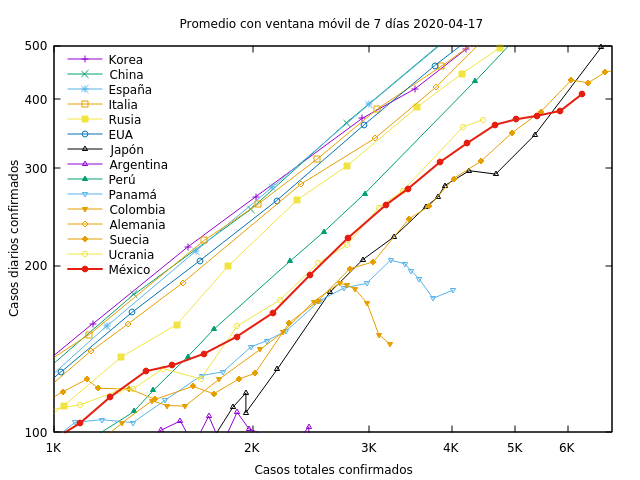 Promedio con ventana móvil de 7 días 2020-04-17
500
400
300
200
100
Casos diarios confirmados
Korea
China
España
Italia
Rusia
EUA
Japón
Argentina
Perú
Panamá
Colombia
Alemania
Suecia
Ucrania
México
1K
2K
3K
4K
5K
6K
Casos totales confirmados